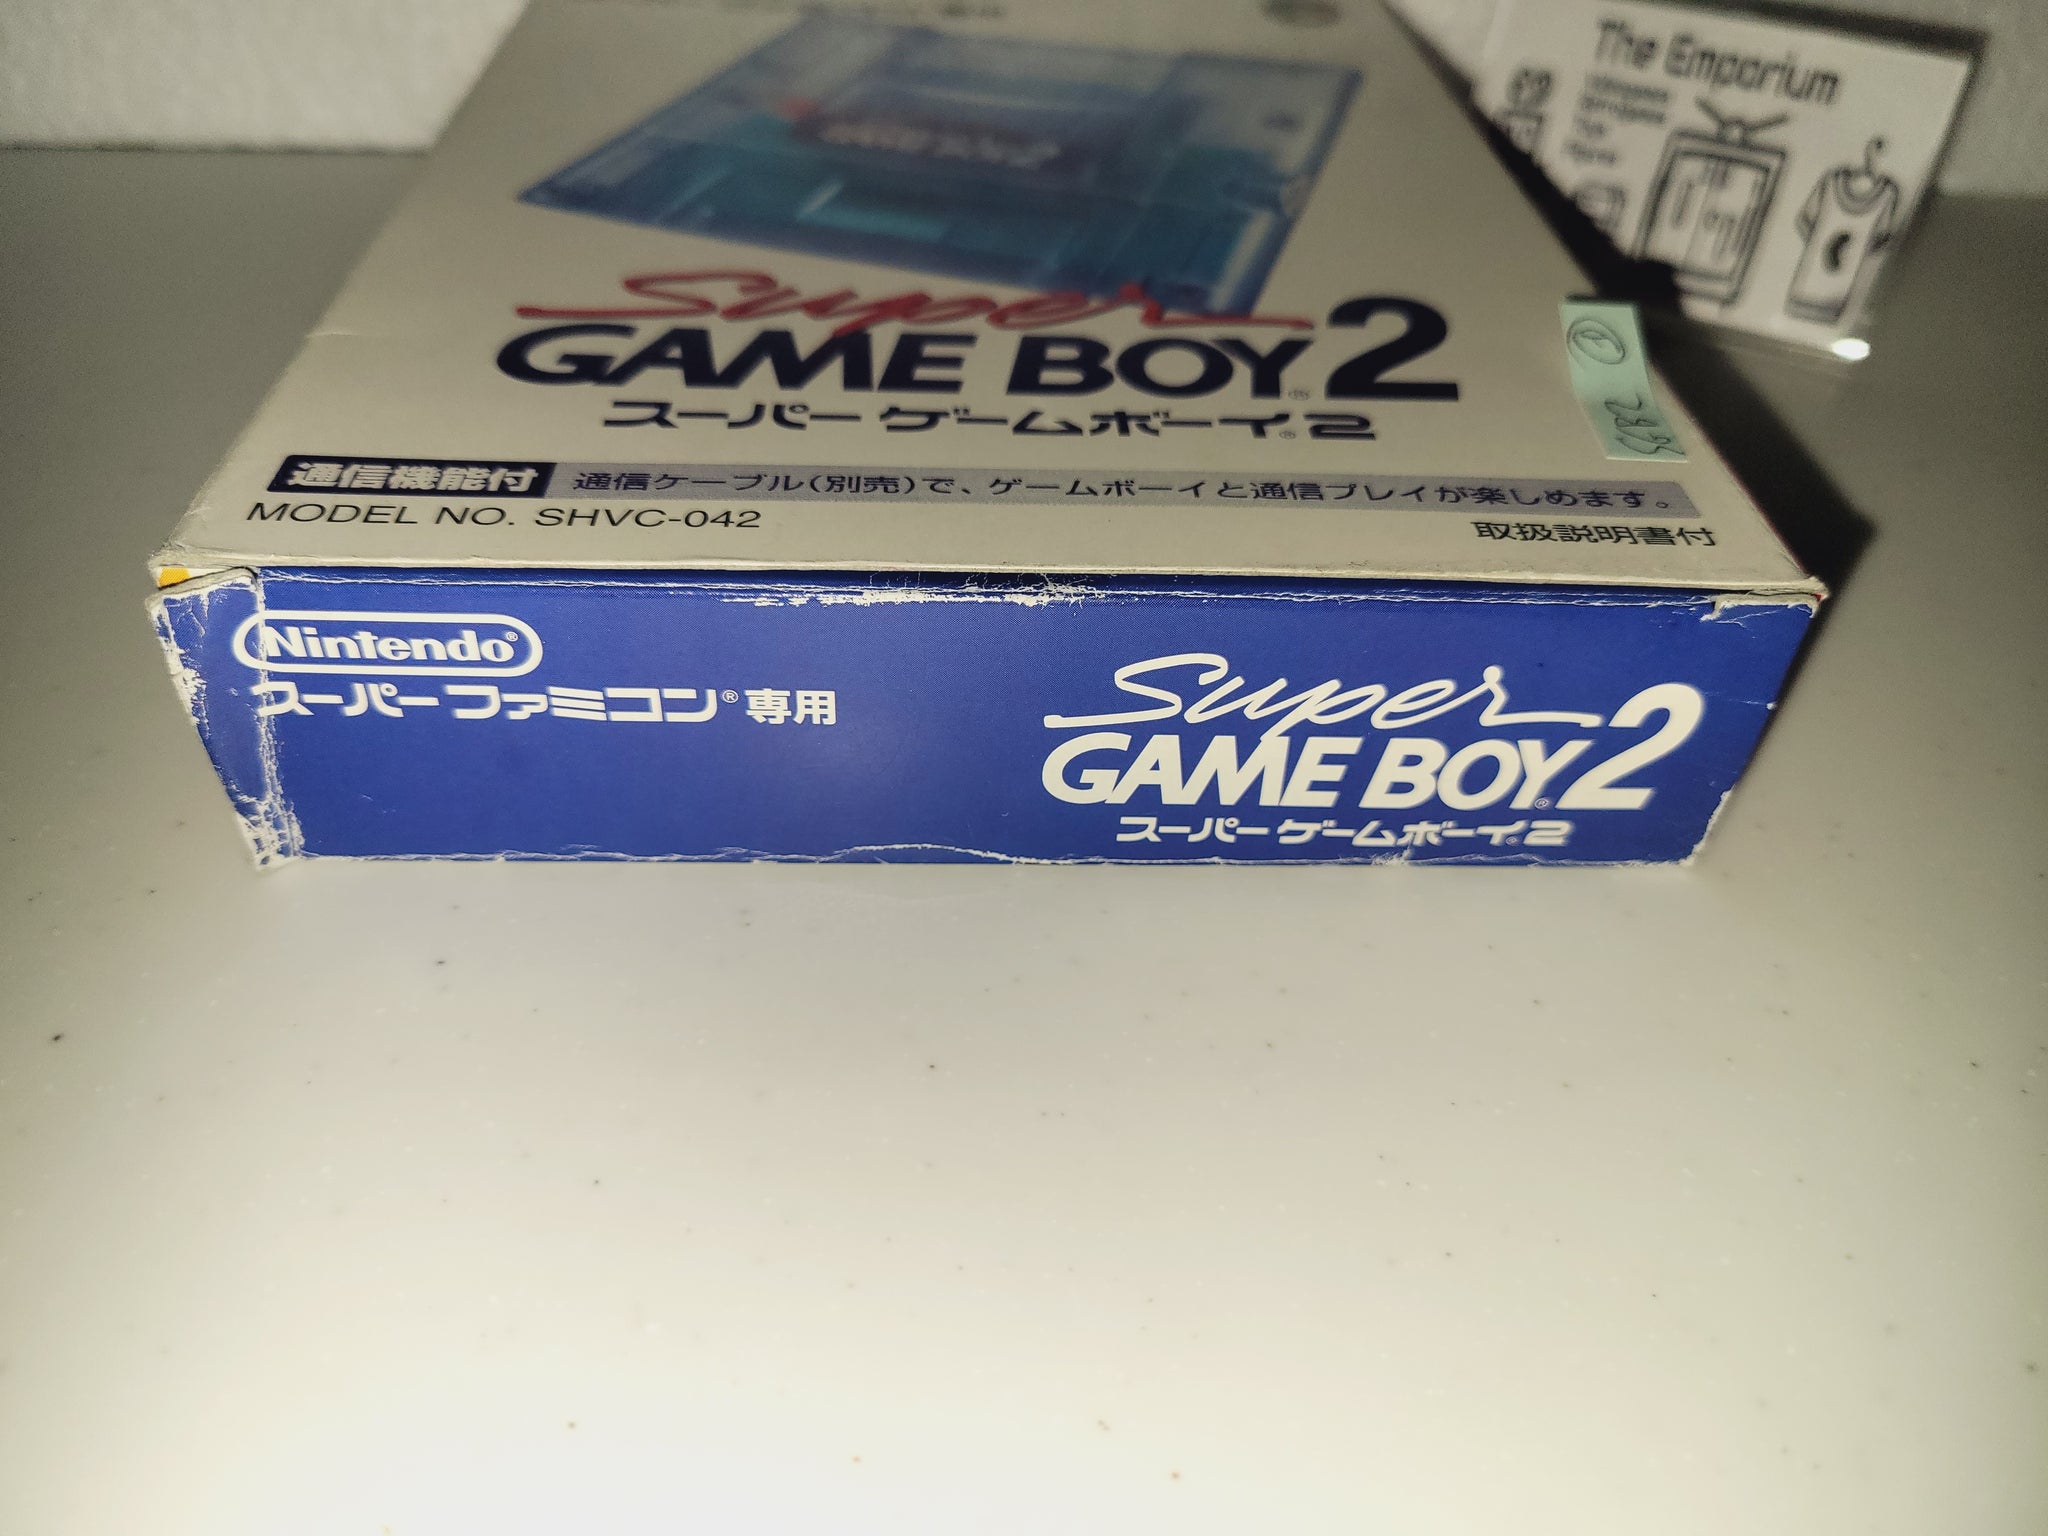 The Emporium
Super
GAME BOY®2
スーパーゲームボーイ®2
SGB2 ①
通信機能付 通信ケーブル(別売)で、ゲームボーイと通信プレイが楽しめます。
MODEL NO. SHVC-042
取扱説明書付
Nintendo®
スーパーファミコン®専用
Super
GAME BOY®2
スーパーゲームボーイ®2